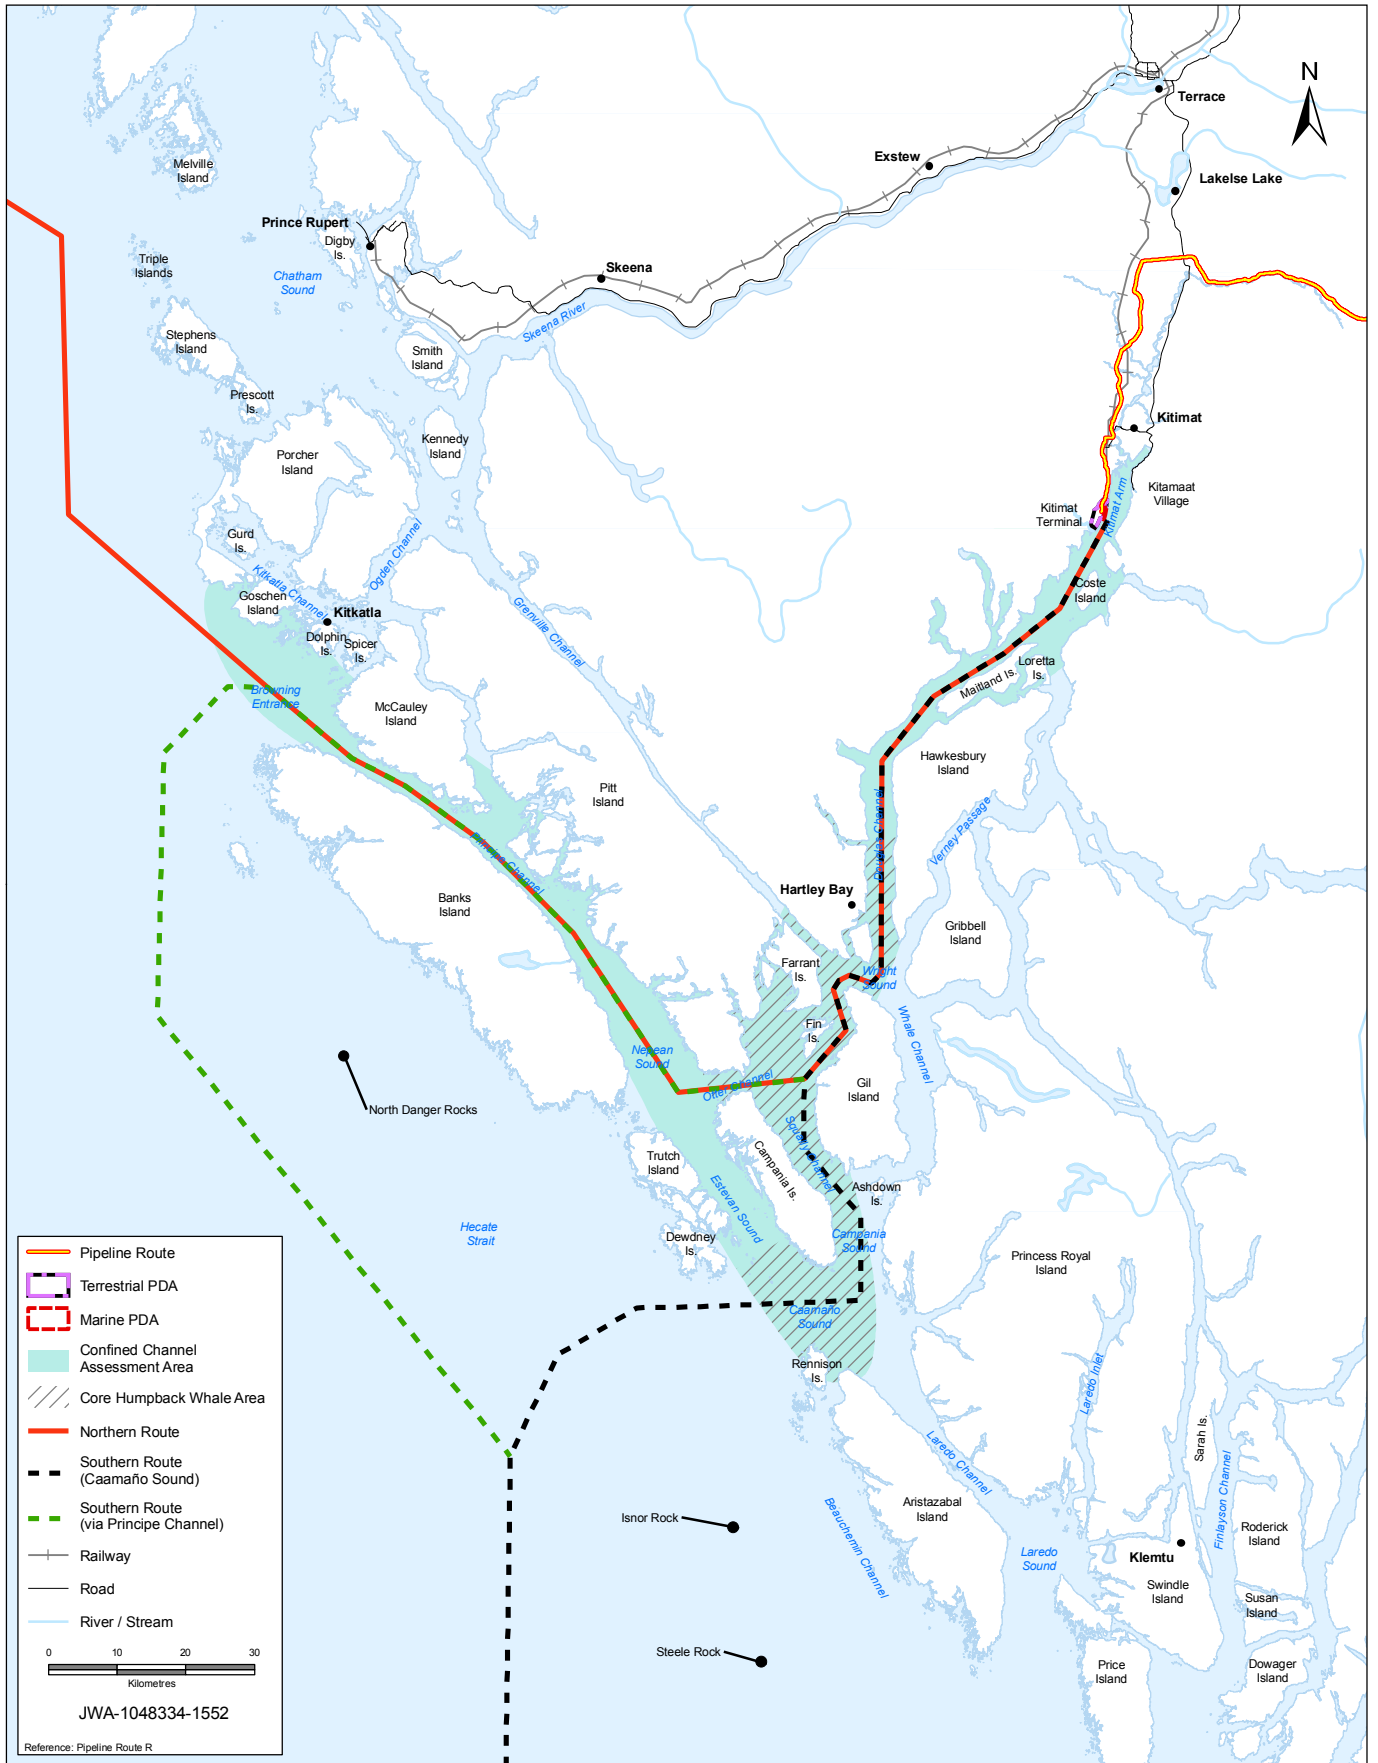 N
Terrace
Exstew
Lakelse Lake
Melville
Island
Prince Rupert
Digby
Is.
Triple
Islands
Chatham
Sound
Skeena
Skeena River
Stephens
Island
Smith
Island
Prescott
Is.
Kennedy
Island
Kitimat
Porcher
Island
Kitamaat
Village
Kitimat
Terminal
Kitimat Arm
Gurd
Is.
Ogden Channel
Kitkatla Channel
Goschen
Island
Kitkatla
Coste
Island
Grenville Channel
Dolphin
Is.
Spicer
Is.
Loretta
Is.
Maitland Is.
Browning
Entrance
McCauley
Island
Hawkesbury
Island
Pitt
Island
Douglas Channel
Verney Passage
Principe Channel
Hartley Bay
Banks
Island
Gribbell
Island
Farrant
Is.
Wright
Sound
Fin
Is.
Whale Channel
Nepean
Sound
Otter Channel
Gil
Island
North Danger Rocks
Squally Channel
Trutch
Island
Campania Is.
Ashdown
Is.
Estevan Sound
Hecate
Strait
Dewdney
Is.
Campania
Sound
Princess Royal
Island
Caamaño
Sound
Rennison
Is.
Laredo Inlet
Sarah Is.
Laredo Channel
Finlayson Channel
Beauchemin Channel
Aristazabal
Island
Isnor Rock
Roderick
Island
Laredo
Sound
Klemtu
Swindle
Island
Susan
Island
Steele Rock
Price
Island
Dowager
Island
Pipeline Route
Terrestrial PDA
Marine PDA
Confined Channel
Assessment Area
Core Humpback Whale Area
Northern Route
Southern Route
(Caamaño Sound)
Southern Route
(via Principe Channel)
Railway
Road
River / Stream
0 10 20 30
Kilometres
JWA-1048334-1552
Reference: Pipeline Route R